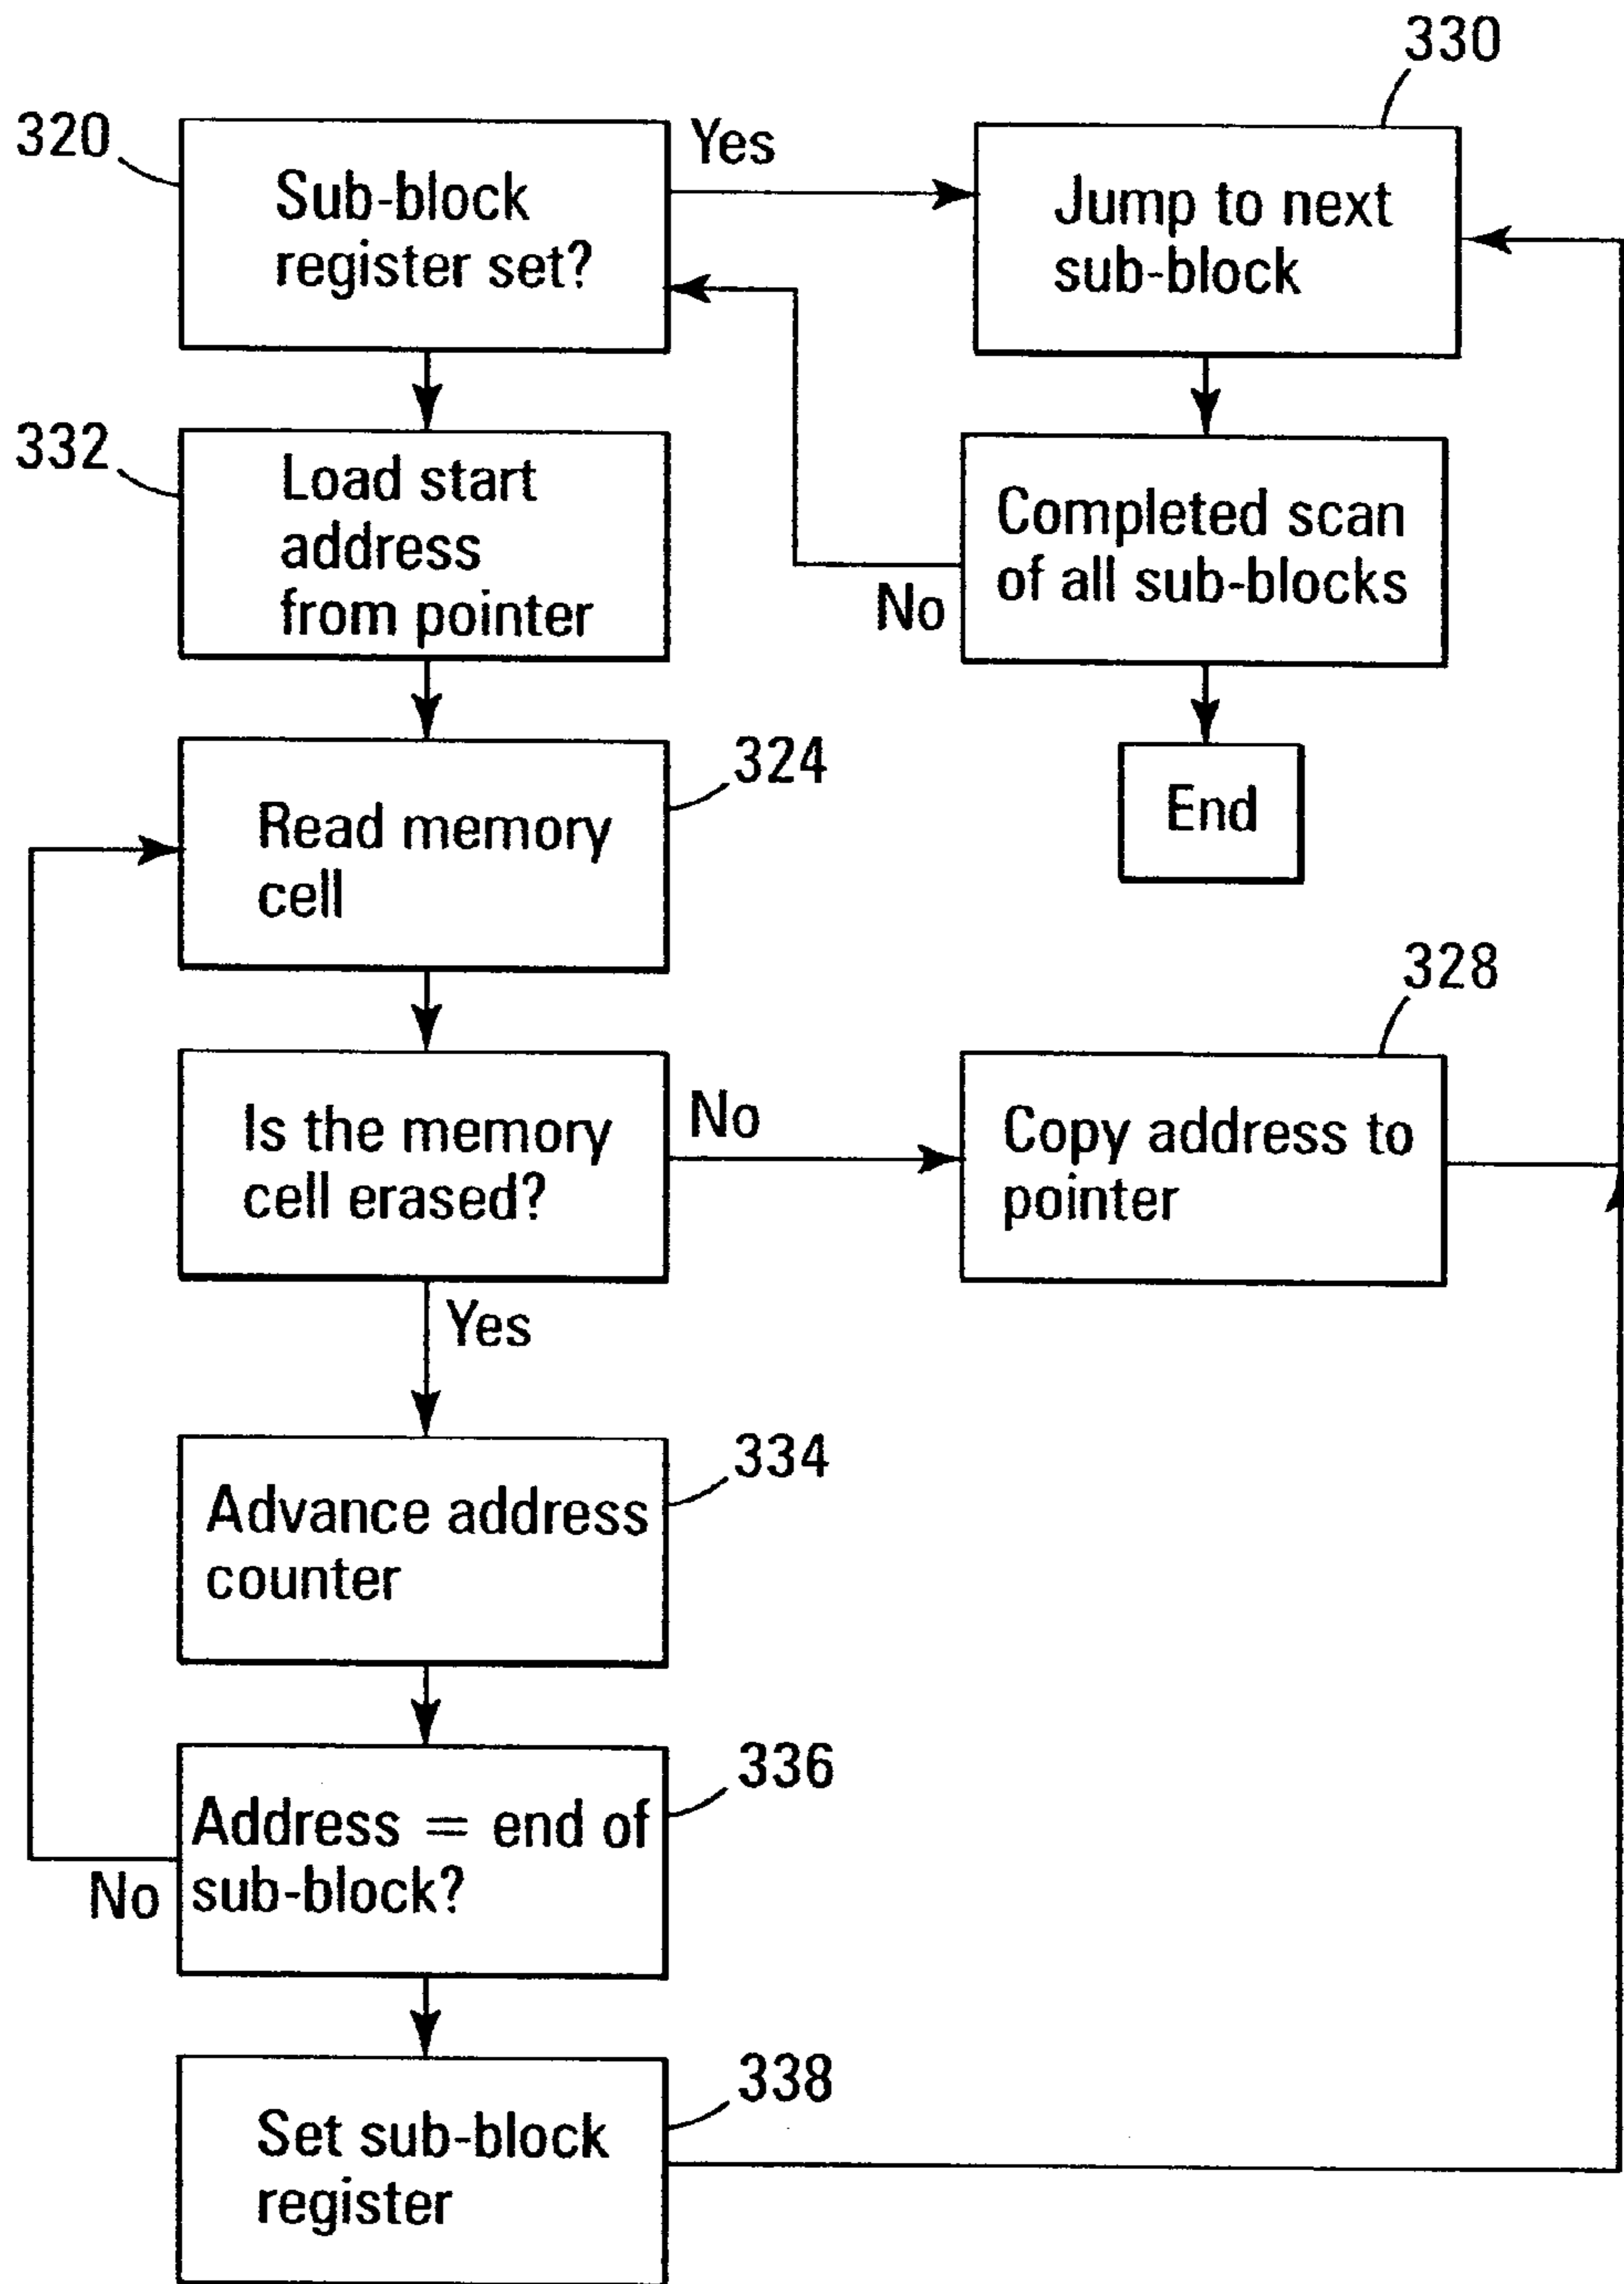 330
320
Yes
Sub-block
register set?
Jump to next
sub-block
332
Load start
address
from pointer
Completed scan
of all sub-blocks
No
324
Read memory
cell
End
328
Is the memory
cell erased?
No
Copy address to
pointer
Yes
334
Advance address
counter
336
Address = end of
sub-block?
No
338
Set sub-block
register